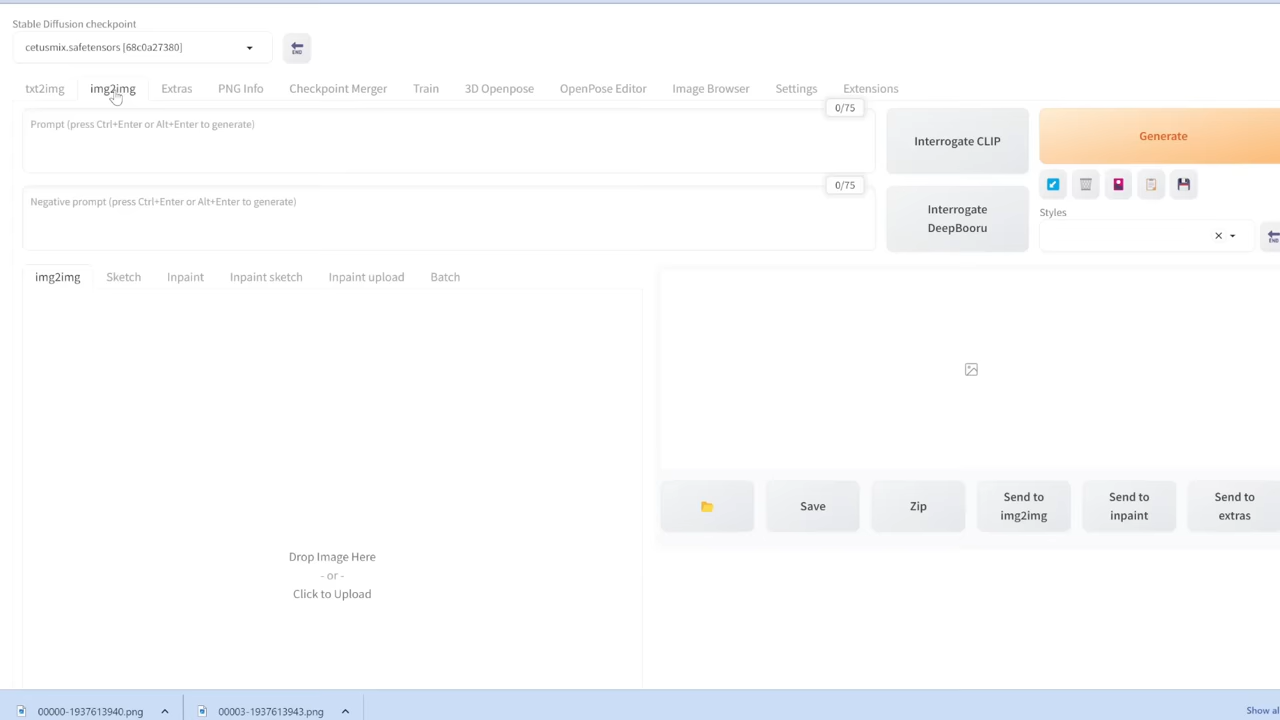 Stable Diffusion checkpoint
cetusmix.safetensors [68c0a27380]
END
txt2img img2img Extras PNG Info Checkpoint Merger Train 3D Openpose OpenPose Editor Image Browser Settings Extensions
0/75
Prompt (press Ctrl+Enter or Alt+Enter to generate)
Interrogate CLIP
Generate
0/75
Negative prompt (press Ctrl+Enter or Alt+Enter to generate)
Interrogate
DeepBooru
Styles
END
img2img Sketch Inpaint Inpaint sketch Inpaint upload Batch
Drop Image Here
- or -
Click to Upload
Save
Zip
Send to
img2img
Send to
inpaint
Send to
extras
00000-1937613940.png
00003-1937613943.png
Show al